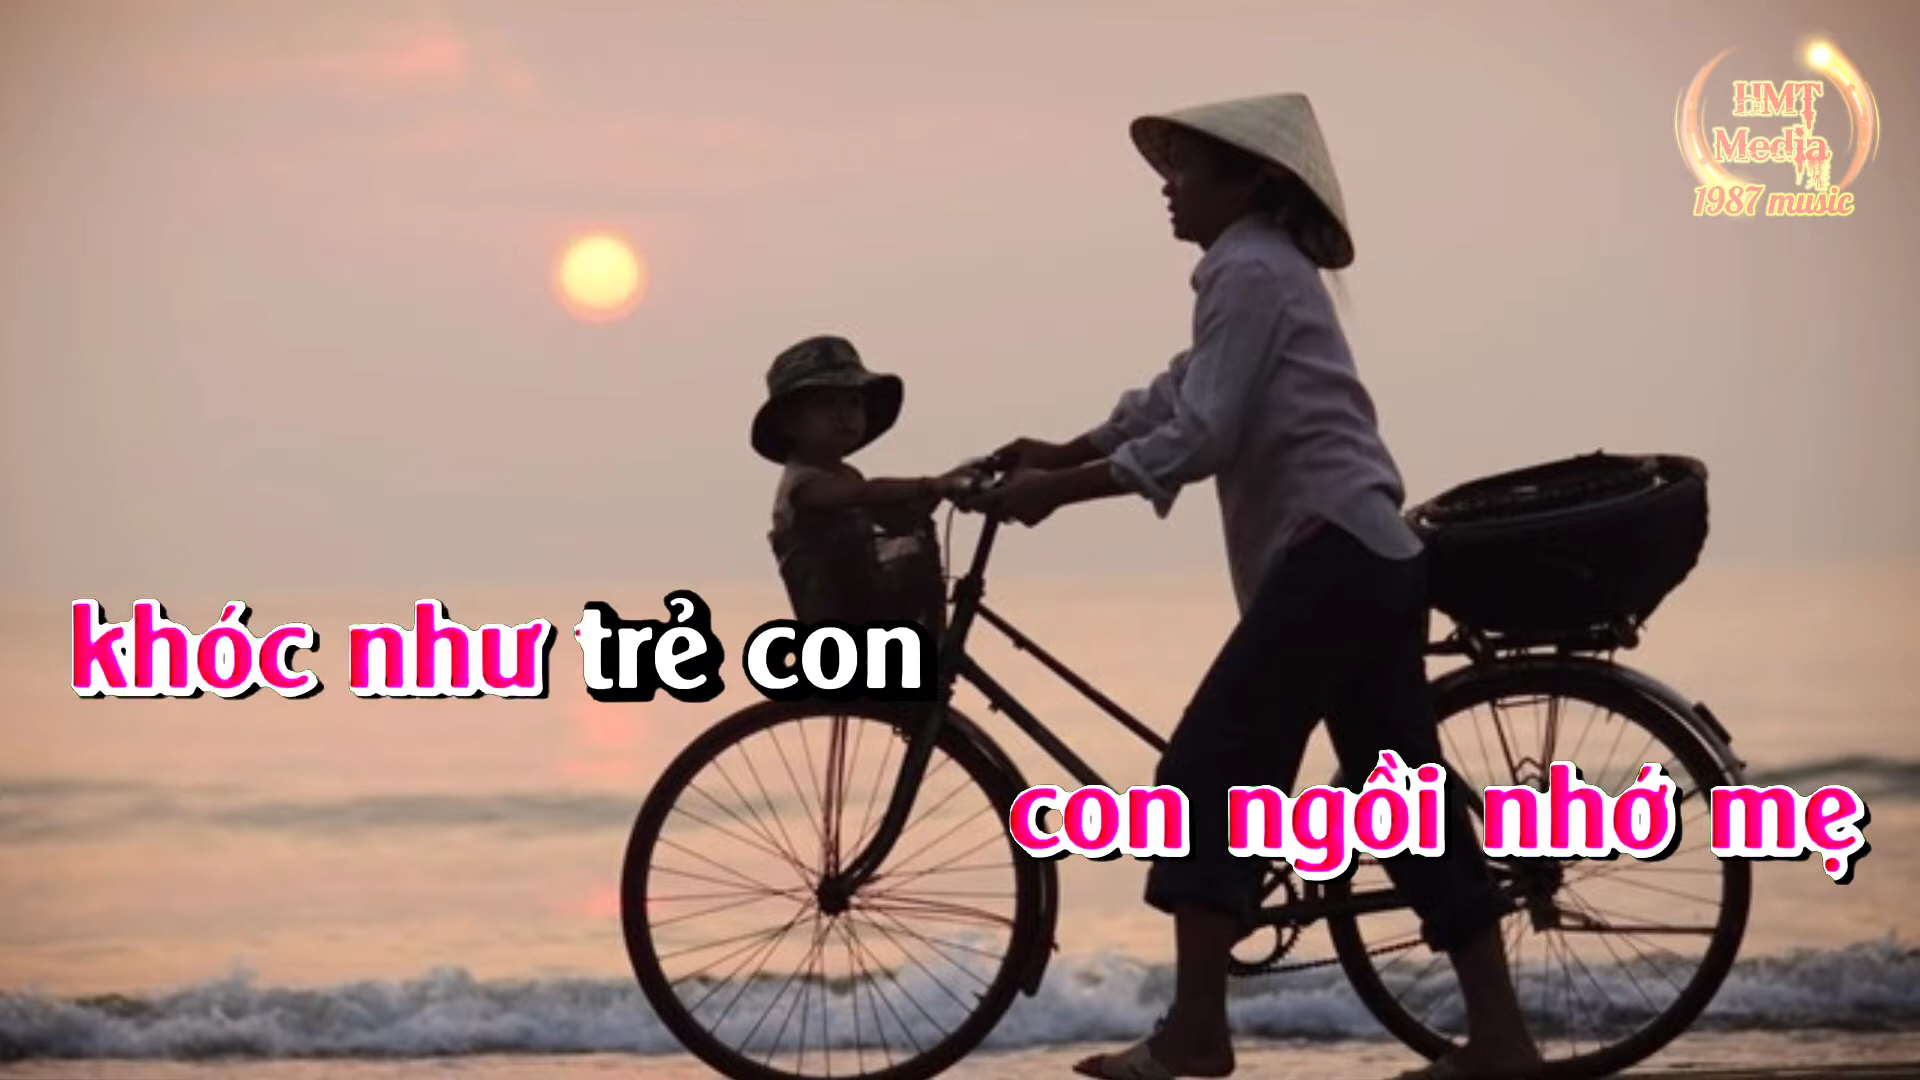 HMT
Media
1987 music
khóc như trẻ con
con ngồi nhớ mẹ